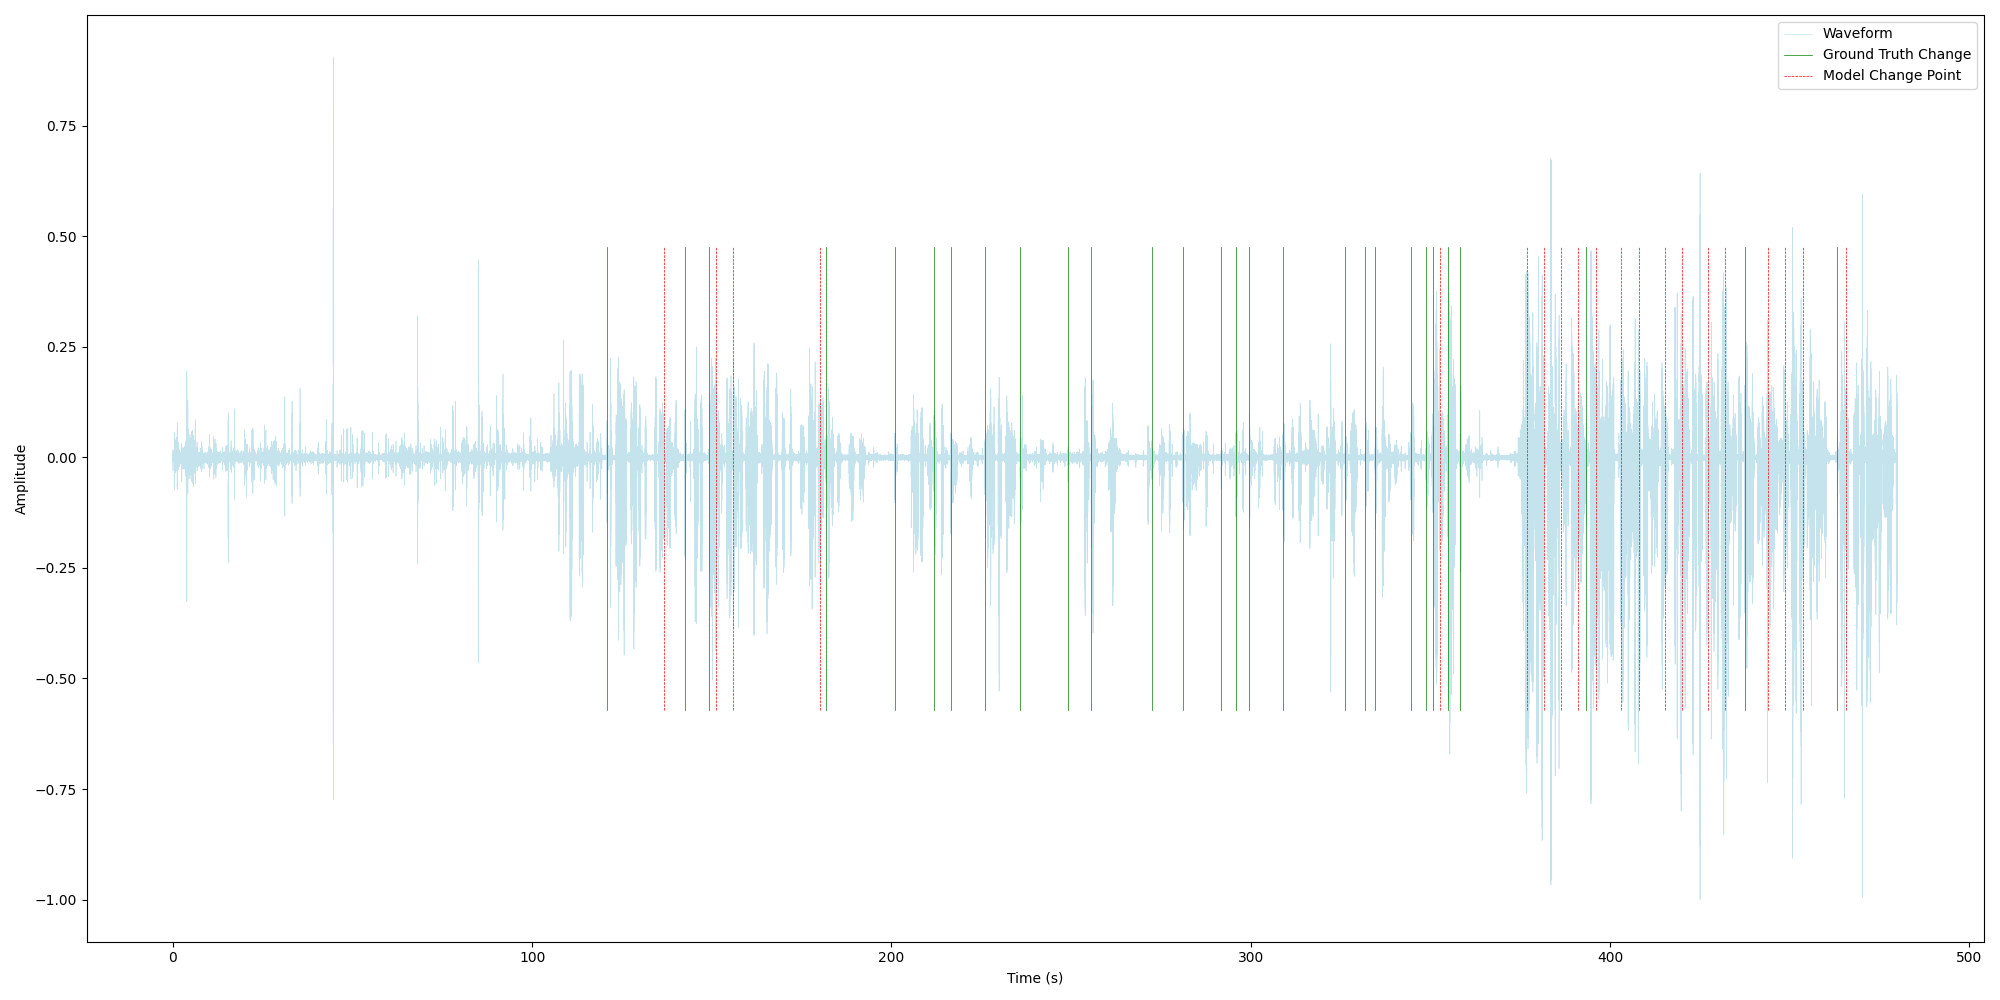 Waveform
Ground Truth Change
Model Change Point
0.75
0.50
0.25
0.00
−0.25
−0.50
−0.75
−1.00
Amplitude
0 100 200 300 400 500
Time (s)